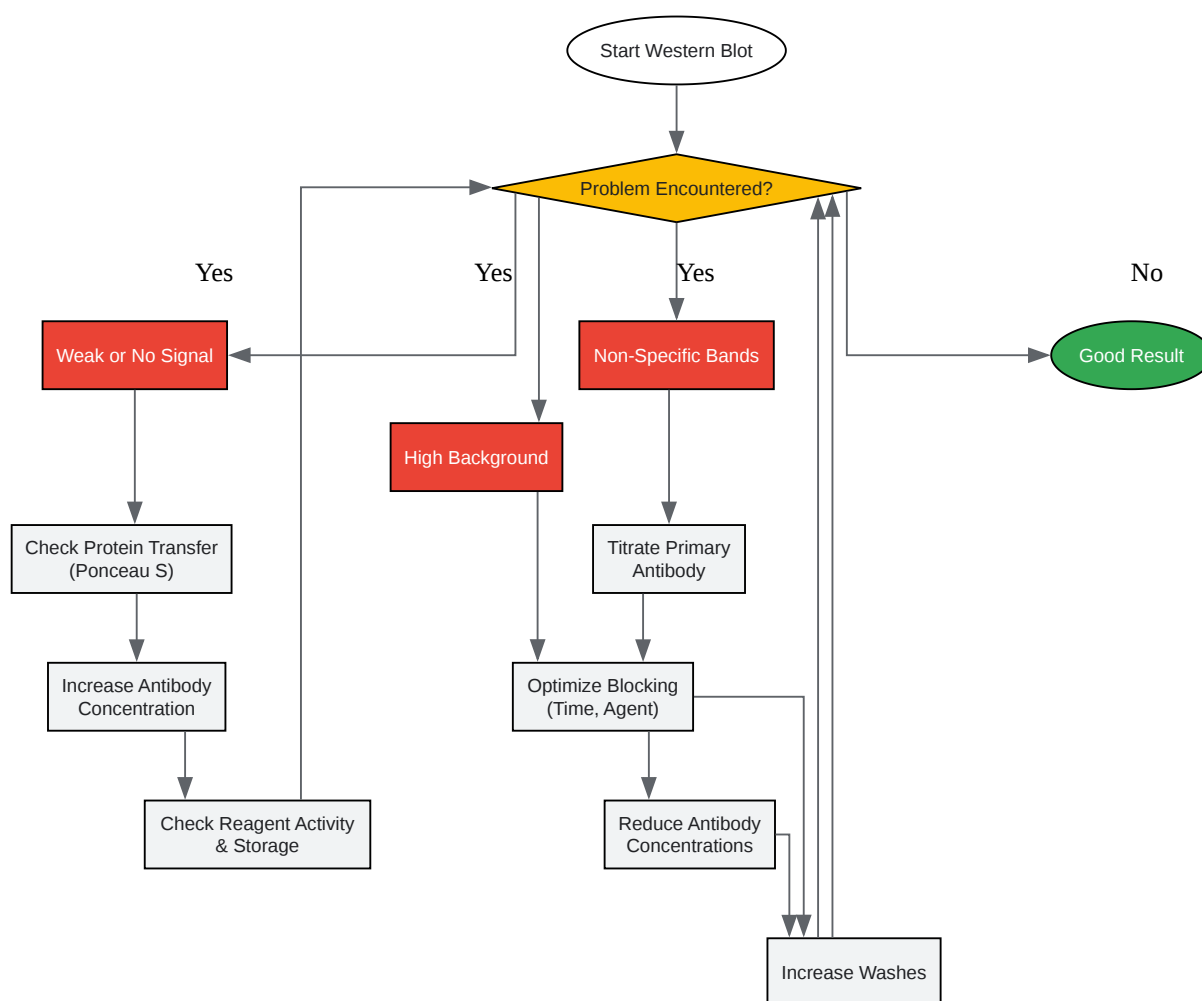 Start Western Blot
Problem Encountered?
Yes
Yes
Yes
No
Weak or No Signal
Non-Specific Bands
Good Result
High Background
Check Protein Transfer
(Ponceau S)
Titrate Primary
Antibody
Increase Antibody
Concentration
Optimize Blocking
(Time, Agent)
Check Reagent Activity
& Storage
Reduce Antibody
Concentrations
Increase Washes